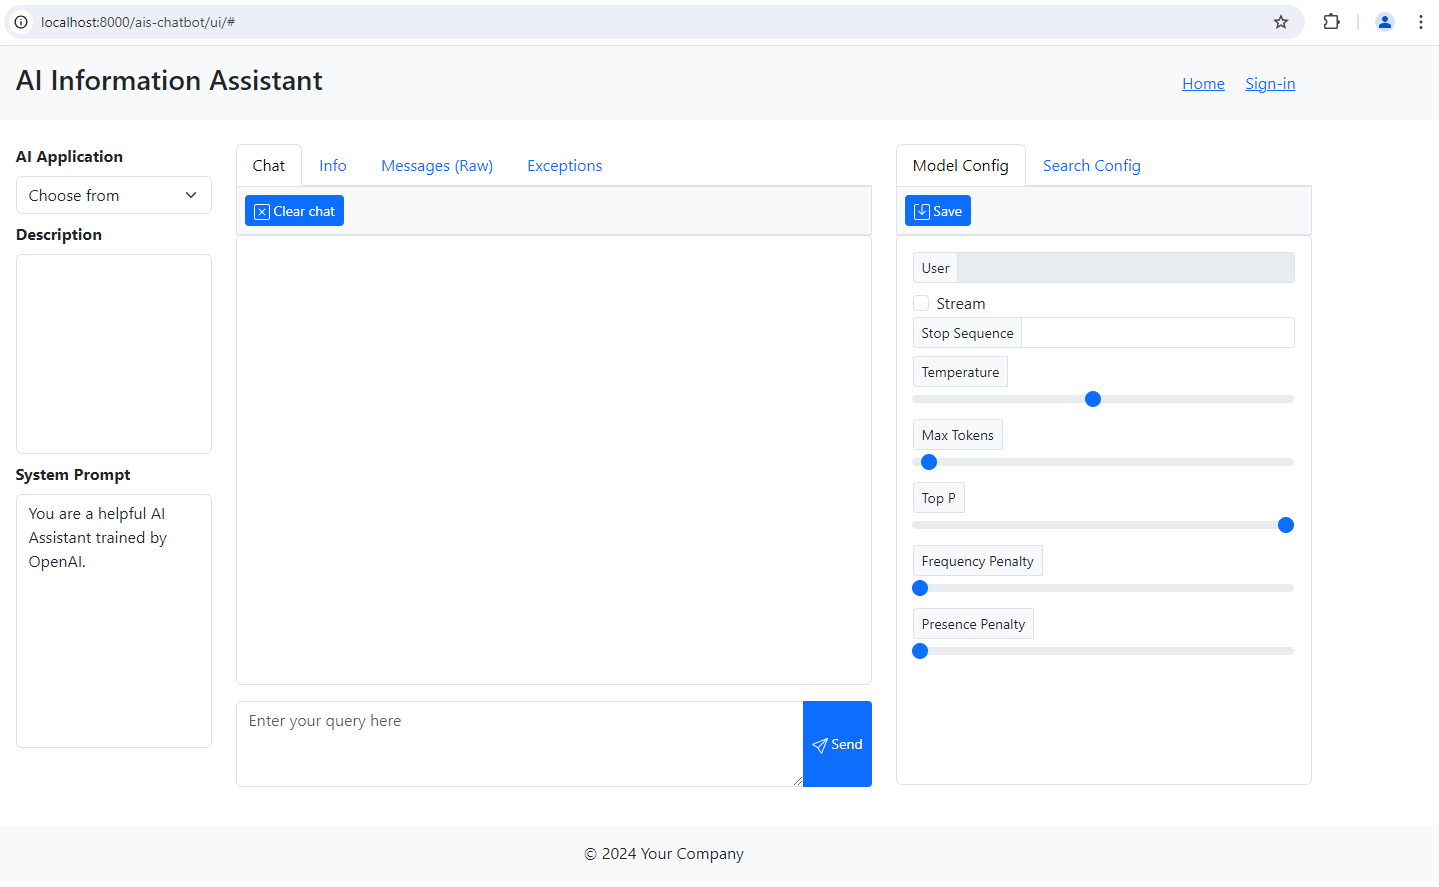 localhost:8000/ais-chatbot/ui/#
AI Information Assistant
Home Sign-in
AI Application
Choose from
Description
System Prompt
You are a helpful AI
Assistant trained by
OpenAI.
Chat Info Messages (Raw) Exceptions
Clear chat
Enter your query here
Send
Model Config Search Config
Save
User
Stream
Stop Sequence
Temperature
Max Tokens
Top P
Frequency Penalty
Presence Penalty
© 2024 Your Company